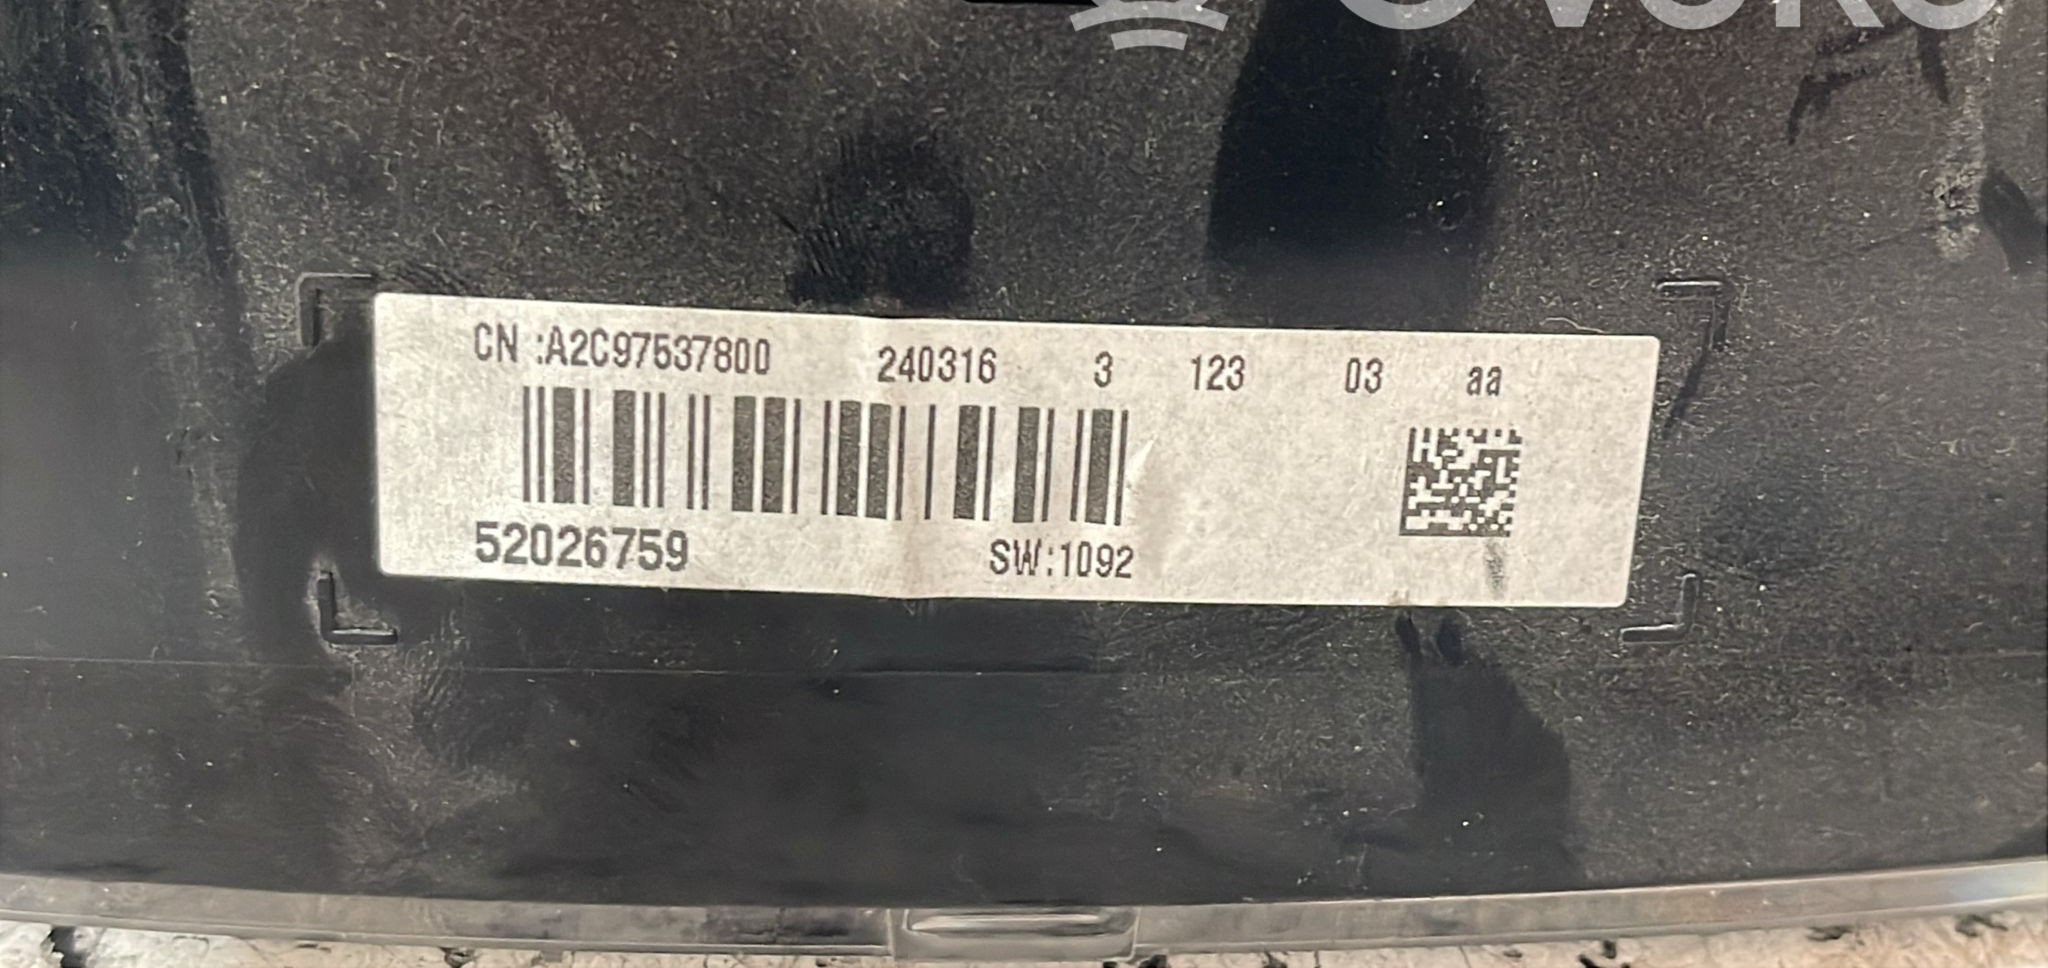 CN :A2C97537800 240316 3 123 03 aa
52026759 SW:1092